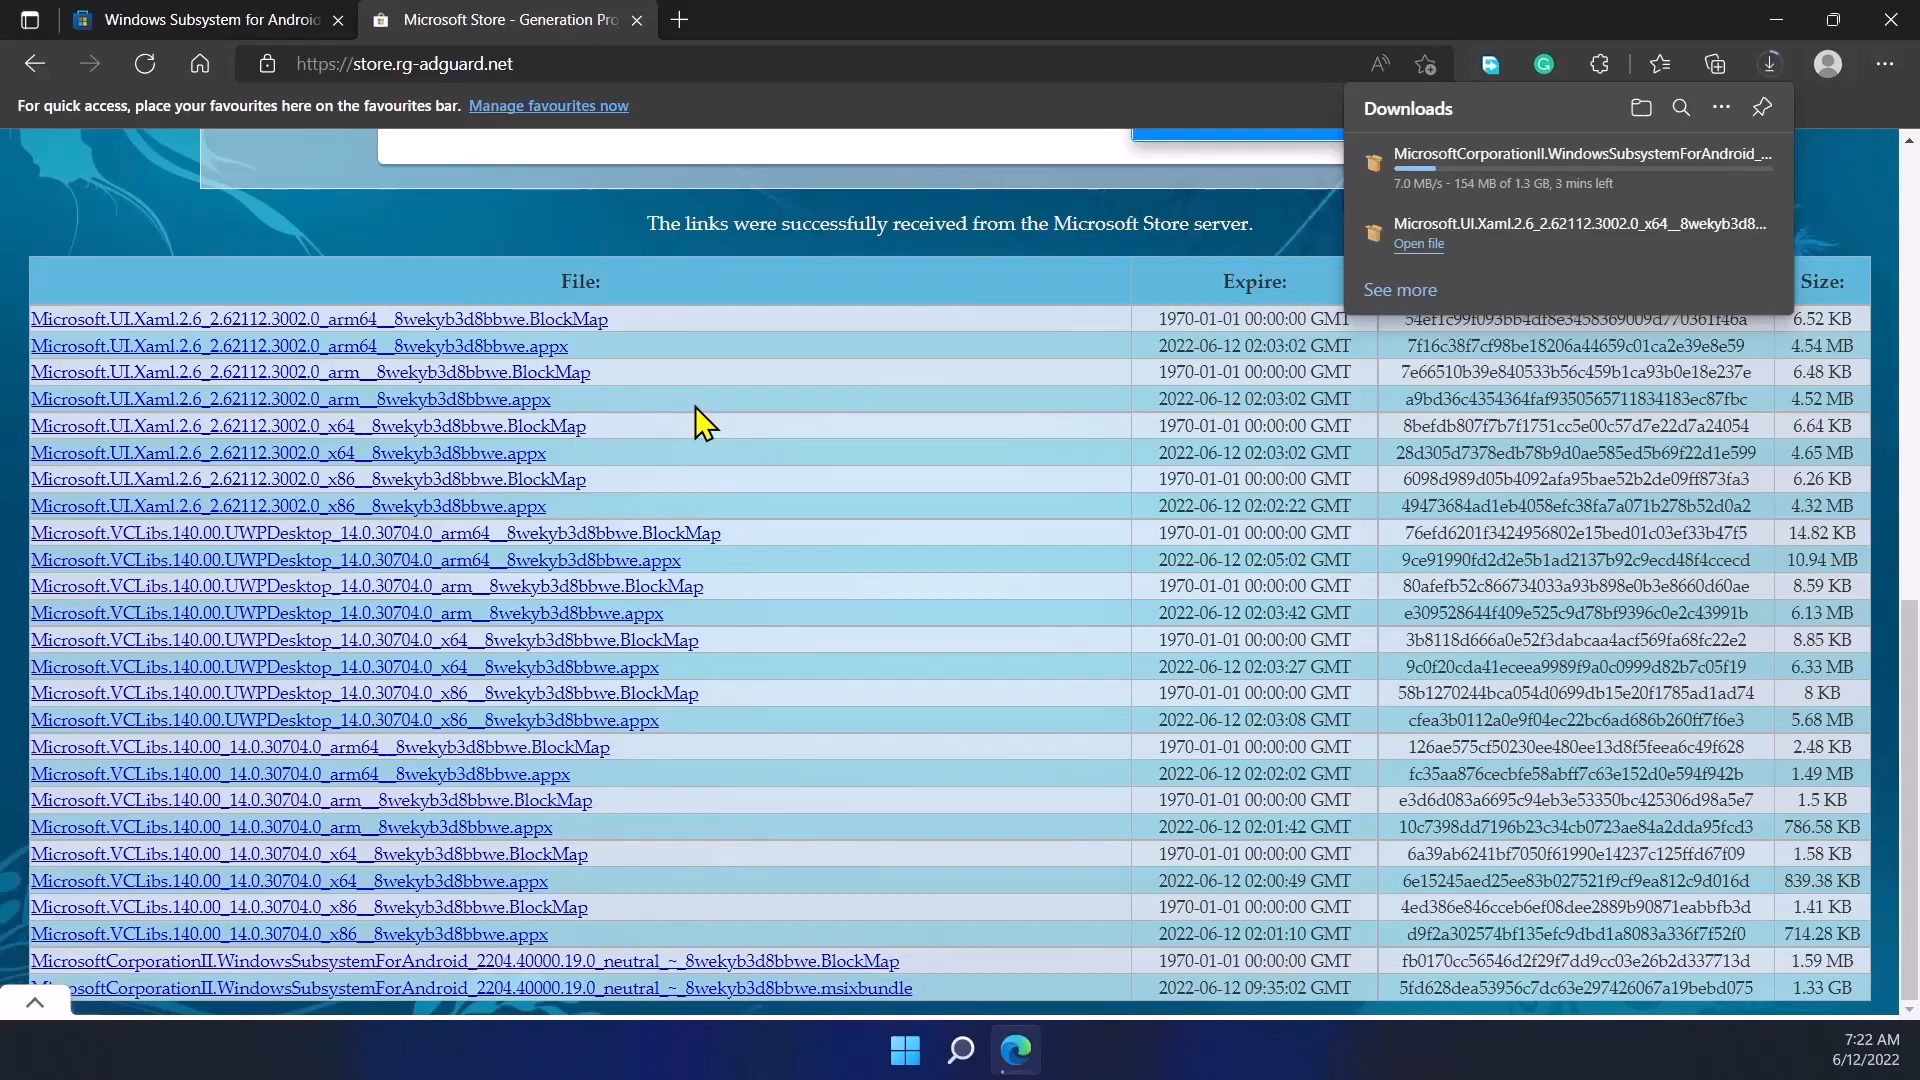 Windows Subsystem for Android
Microsoft Store - Generation Pro
https://store.rg-adguard.net
For quick access, place your favourites here on the favourites bar. Manage favourites now
Downloads
MicrosoftCorporationII.WindowsSubsystemForAndroid_...
7.0 MB/s - 154 MB of 1.3 GB, 3 mins left
Microsoft.UI.Xaml.2.6_2.62112.3002.0_x64__8wekyb3d8...
Open file
See more
The links were successfully received from the Microsoft Store server.
File: Expire: Size:
Microsoft.UI.Xaml.2.6_2.62112.3002.0_arm64__8wekyb3d8bbwe.BlockMap 1970-01-01 00:00:00 GMT 54ef1c99f093bb4df8e3458369009d770361f46a 6.52 KB
Microsoft.UI.Xaml.2.6_2.62112.3002.0_arm64__8wekyb3d8bbwe.appx 2022-06-12 02:03:02 GMT 7f16c38f7cf98be18206a44659c01ca2e39e8e59 4.54 MB
Microsoft.UI.Xaml.2.6_2.62112.3002.0_arm__8wekyb3d8bbwe.BlockMap 1970-01-01 00:00:00 GMT 7e66510b39e840533b56c459b1ca93b0e18e237e 6.48 KB
Microsoft.UI.Xaml.2.6_2.62112.3002.0_arm__8wekyb3d8bbwe.appx 2022-06-12 02:03:02 GMT a9bd36c4354364faf9350565711834183ec87fbc 4.52 MB
Microsoft.UI.Xaml.2.6_2.62112.3002.0_x64__8wekyb3d8bbwe.BlockMap 1970-01-01 00:00:00 GMT 8befdb807f7b7f1751cc5e00c57d7e22d7a24054 6.64 KB
Microsoft.UI.Xaml.2.6_2.62112.3002.0_x64__8wekyb3d8bbwe.appx 2022-06-12 02:03:02 GMT 28d305d7378edb78b9d0ae585ed5b69f22d1e599 4.65 MB
Microsoft.UI.Xaml.2.6_2.62112.3002.0_x86__8wekyb3d8bbwe.BlockMap 1970-01-01 00:00:00 GMT 6098d989d05b4092afa95bae52b2de09ff873fa3 6.26 KB
Microsoft.UI.Xaml.2.6_2.62112.3002.0_x86__8wekyb3d8bbwe.appx 2022-06-12 02:02:22 GMT 49473684ad1eb4058efc38fa7a071b278b52d0a2 4.32 MB
Microsoft.VCLibs.140.00.UWPDesktop_14.0.30704.0_arm64__8wekyb3d8bbwe.BlockMap 1970-01-01 00:00:00 GMT 76efd6201f3424956802e15bed01c03ef33b47f5 14.82 KB
Microsoft.VCLibs.140.00.UWPDesktop_14.0.30704.0_arm64__8wekyb3d8bbwe.appx 2022-06-12 02:05:02 GMT 9ce91990fd2d2e5b1ad2137b92c9ecd48f4ccecd 10.94 MB
Microsoft.VCLibs.140.00.UWPDesktop_14.0.30704.0_arm__8wekyb3d8bbwe.BlockMap 1970-01-01 00:00:00 GMT 80afefb52c866734033a93b898e0b3e8660d60ae 8.59 KB
Microsoft.VCLibs.140.00.UWPDesktop_14.0.30704.0_arm__8wekyb3d8bbwe.appx 2022-06-12 02:03:42 GMT e309528644f409e525c9d78bf9396c0e2c43991b 6.13 MB
Microsoft.VCLibs.140.00.UWPDesktop_14.0.30704.0_x64__8wekyb3d8bbwe.BlockMap 1970-01-01 00:00:00 GMT 3b8118d666a0e52f3dabcaa4acf569fa68fc22e2 8.85 KB
Microsoft.VCLibs.140.00.UWPDesktop_14.0.30704.0_x64__8wekyb3d8bbwe.appx 2022-06-12 02:03:27 GMT 9c0f20cda41eceea9989f9a0c0999d82b7c05f19 6.33 MB
Microsoft.VCLibs.140.00.UWPDesktop_14.0.30704.0_x86__8wekyb3d8bbwe.BlockMap 1970-01-01 00:00:00 GMT 58b1270244bca054d0699db15e20f1785ad1ad74 8 KB
Microsoft.VCLibs.140.00.UWPDesktop_14.0.30704.0_x86__8wekyb3d8bbwe.appx 2022-06-12 02:03:08 GMT cfea3b0112a0e9f04ec22bc6ad686b260ff7f6e3 5.68 MB
Microsoft.VCLibs.140.00_14.0.30704.0_arm64__8wekyb3d8bbwe.BlockMap 1970-01-01 00:00:00 GMT 126ae575cf50230ee480ee13d8f5feea6c49f628 2.48 KB
Microsoft.VCLibs.140.00_14.0.30704.0_arm64__8wekyb3d8bbwe.appx 2022-06-12 02:02:02 GMT fc35aa876cecbfe58abff7c63e152d0e594f942b 1.49 MB
Microsoft.VCLibs.140.00_14.0.30704.0_arm__8wekyb3d8bbwe.BlockMap 1970-01-01 00:00:00 GMT e3d6d083a6695c94eb3e53350bc425306d98a5e7 1.5 KB
Microsoft.VCLibs.140.00_14.0.30704.0_arm__8wekyb3d8bbwe.appx 2022-06-12 02:01:42 GMT 10c7398dd7196b23c34cb0723ae84a2dda95fcd3 786.58 KB
Microsoft.VCLibs.140.00_14.0.30704.0_x64__8wekyb3d8bbwe.BlockMap 1970-01-01 00:00:00 GMT 6a39ab6241bf7050f61990e14237c125ffd67f09 1.58 KB
Microsoft.VCLibs.140.00_14.0.30704.0_x64__8wekyb3d8bbwe.appx 2022-06-12 02:00:49 GMT 6e15245aed25ee83b027521f9cf9ea812c9d016d 839.38 KB
Microsoft.VCLibs.140.00_14.0.30704.0_x86__8wekyb3d8bbwe.BlockMap 1970-01-01 00:00:00 GMT 4ed386e846cceb6ef08dee2889b90871eabbfb3d 1.41 KB
Microsoft.VCLibs.140.00_14.0.30704.0_x86__8wekyb3d8bbwe.appx 2022-06-12 02:01:10 GMT d9f2a302574bf135efc9dbd1a8083a336f7f52f0 714.28 KB
MicrosoftCorporationII.WindowsSubsystemForAndroid_2204.40000.19.0_neutral_~_8wekyb3d8bbwe.BlockMap 1970-01-01 00:00:00 GMT fb0170cc56546d2f29f7dd9cc03e26b2d337713d 1.59 MB
osoftCorporationII.WindowsSubsystemForAndroid_2204.40000.19.0_neutral_~_8wekyb3d8bbwe.msixbundle 2022-06-12 09:35:02 GMT 5fd628dea53956c7dc63e297426067a19bebd075 1.33 GB
7:22 AM
6/12/2022